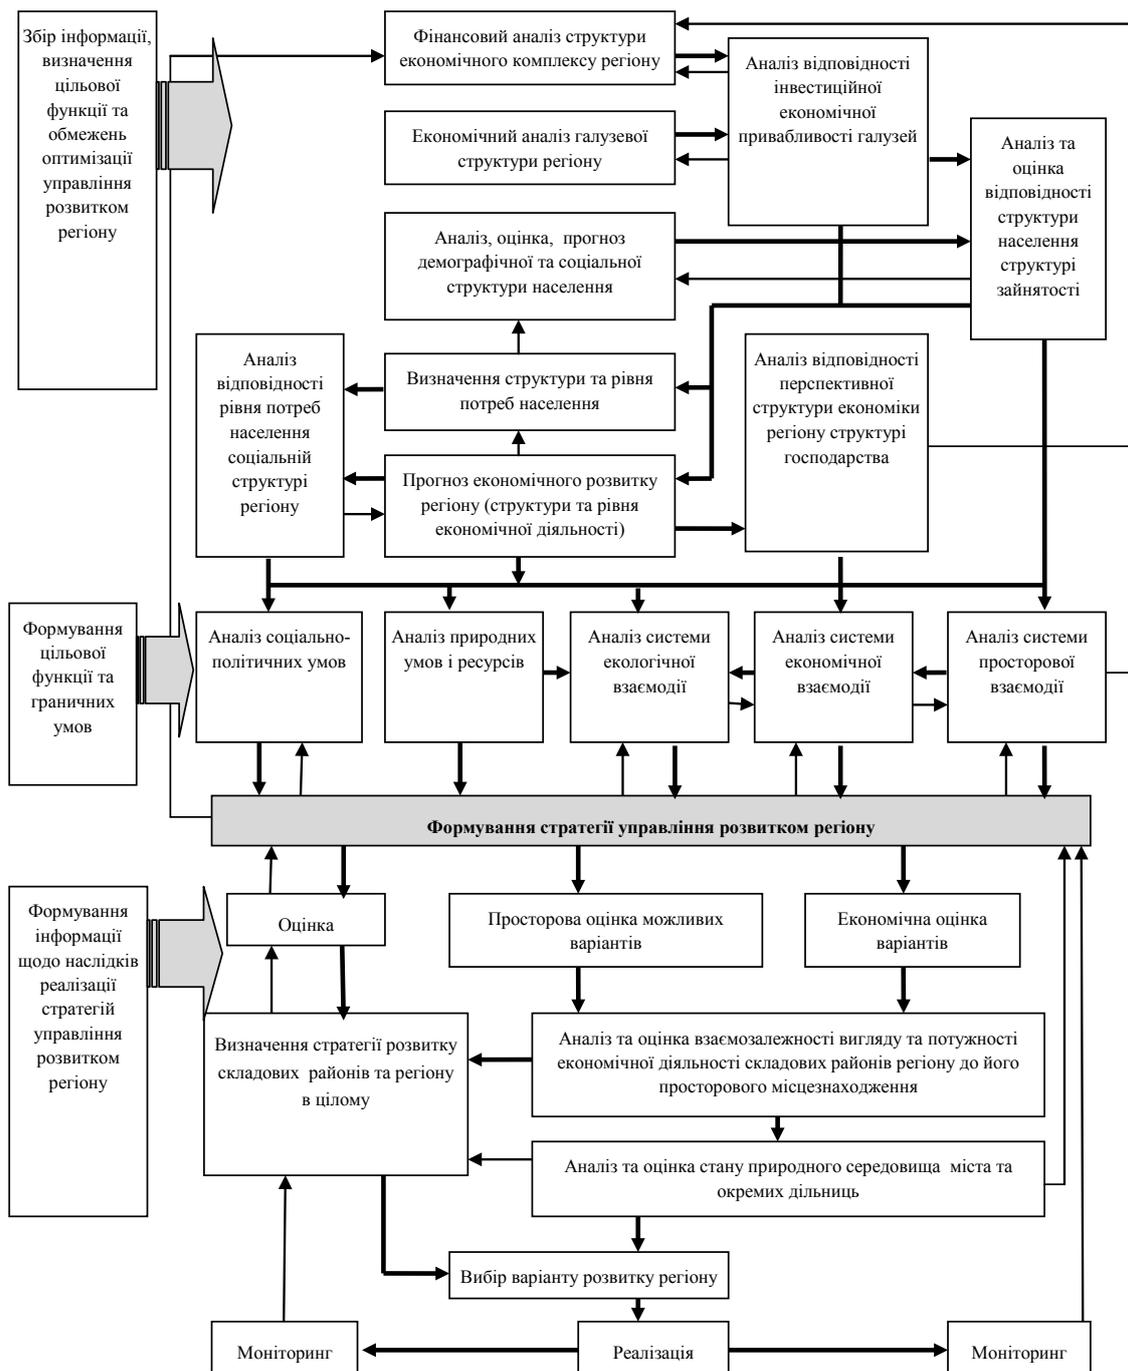 Збір інформації,
визначення
цільової
функції та
обмежень
оптимізації
управління
розвитком
регіону
Фінансовий аналіз структури
економічного комплексу регіону
Аналіз відповідності
інвестиційної
економічної
привабливості галузей
Економічний аналіз галузевої
структури регіону
Аналіз та
оцінка
відповідності
структури
населення
структурі
зайнятості
Аналіз, оцінка, прогноз
демографічної та соціальної
структури населення
Аналіз
відповідності
рівня потреб
населення
соціальній
структурі
регіону
Визначення структури та рівня
потреб населення
Аналіз відповідності
перспективної
структури економіки
регіону структурі
господарства
Прогноз економічного розвитку
регіону (структури та рівня
економічної діяльності)
Формування
цільової
функції та
граничних
умов
Аналіз соціально-
політичних умов
Аналіз природних
умов і ресурсів
Аналіз системи
екологічної
взаємодії
Аналіз системи
економічної
взаємодії
Аналіз системи
просторової
взаємодії
Формування стратегії управління розвитком регіону
Формування
інформації
щодо наслідків
реалізації
стратегій
управління
розвитком
регіону
Оцінка
Просторова оцінка можливих
варіантів
Економічна оцінка
варіантів
Визначення стратегії розвитку
складових районів та регіону
в цілому
Аналіз та оцінка взаємозалежності вигляду та потужності
економічної діяльності складових районів регіону до його
просторового місцезнаходження
Аналіз та оцінка стану природного середовища міста та
окремих дільниць
Вибір варіанту розвитку регіону
Моніторинг
Реалізація
Моніторинг